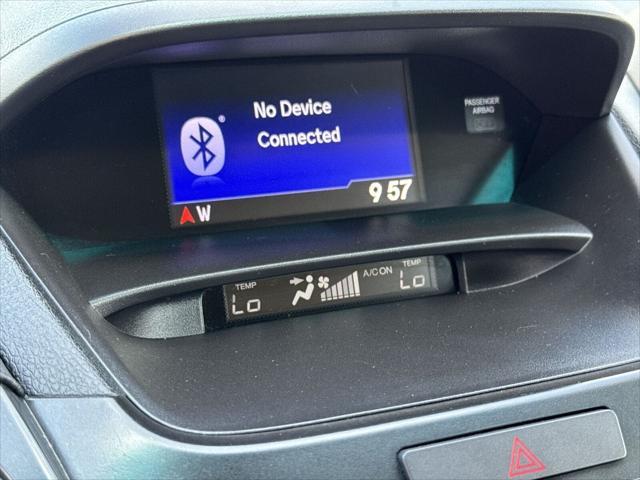 No Device
Connected
PASSENGER
AIRBAG
W
9 57
TEMP
Lo
A/C ON
TEMP
Lo